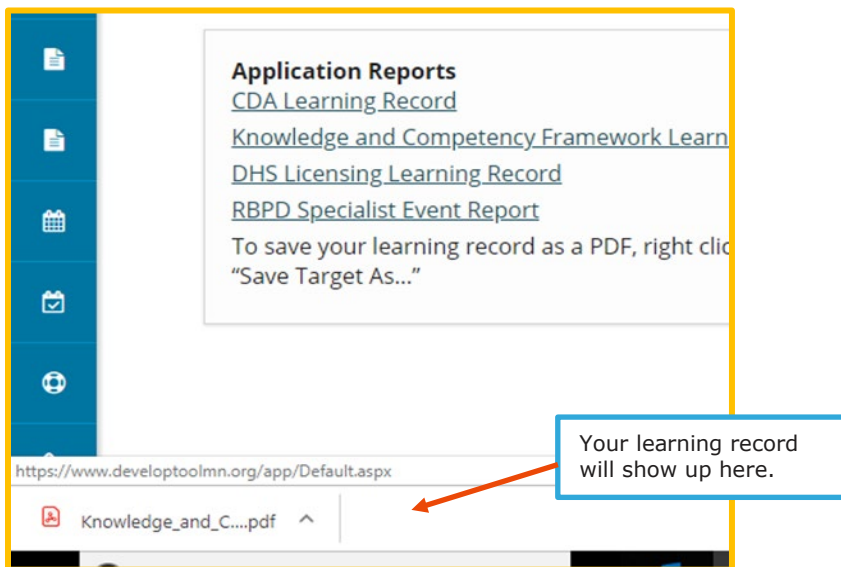 Application Reports
CDA Learning Record
Knowledge and Competency Framework Learn
DHS Licensing Learning Record
RBPD Specialist Event Report
To save your learning record as a PDF, right clic
“Save Target As...”
Your learning record
will show up here.
https://www.developtoolmn.org/app/Default.aspx
Knowledge_and_C....pdf